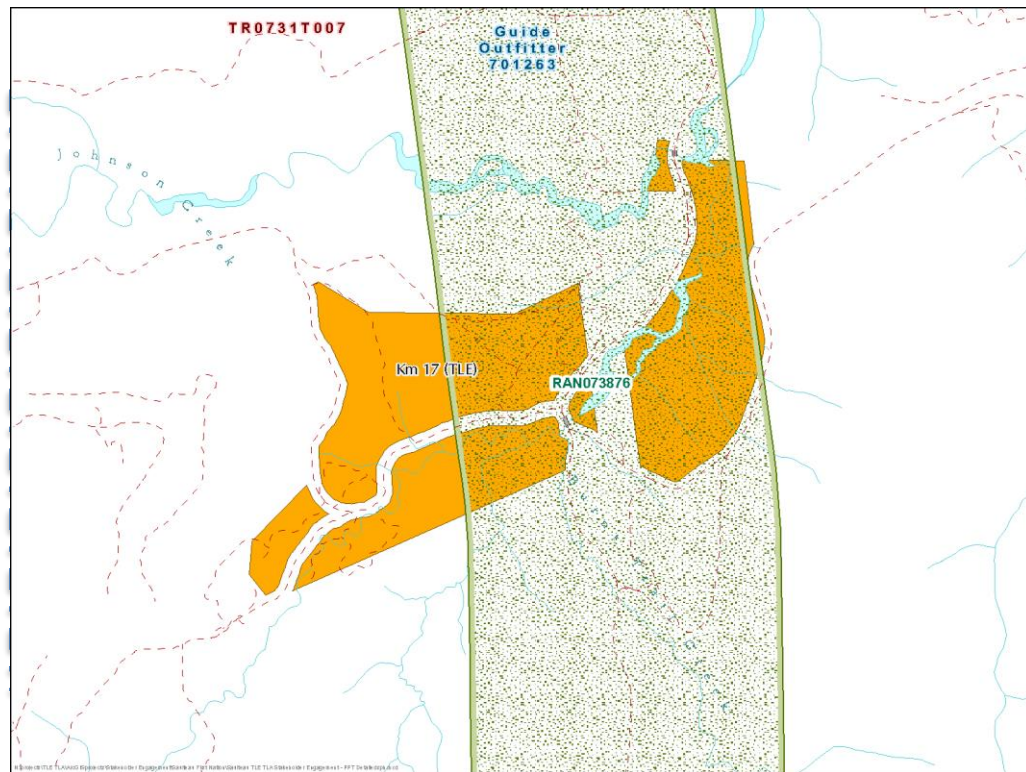 TR0731T007
Guide
Outfitter
701263
Johnson Creek
Km 17 (TLE)
RAN073876